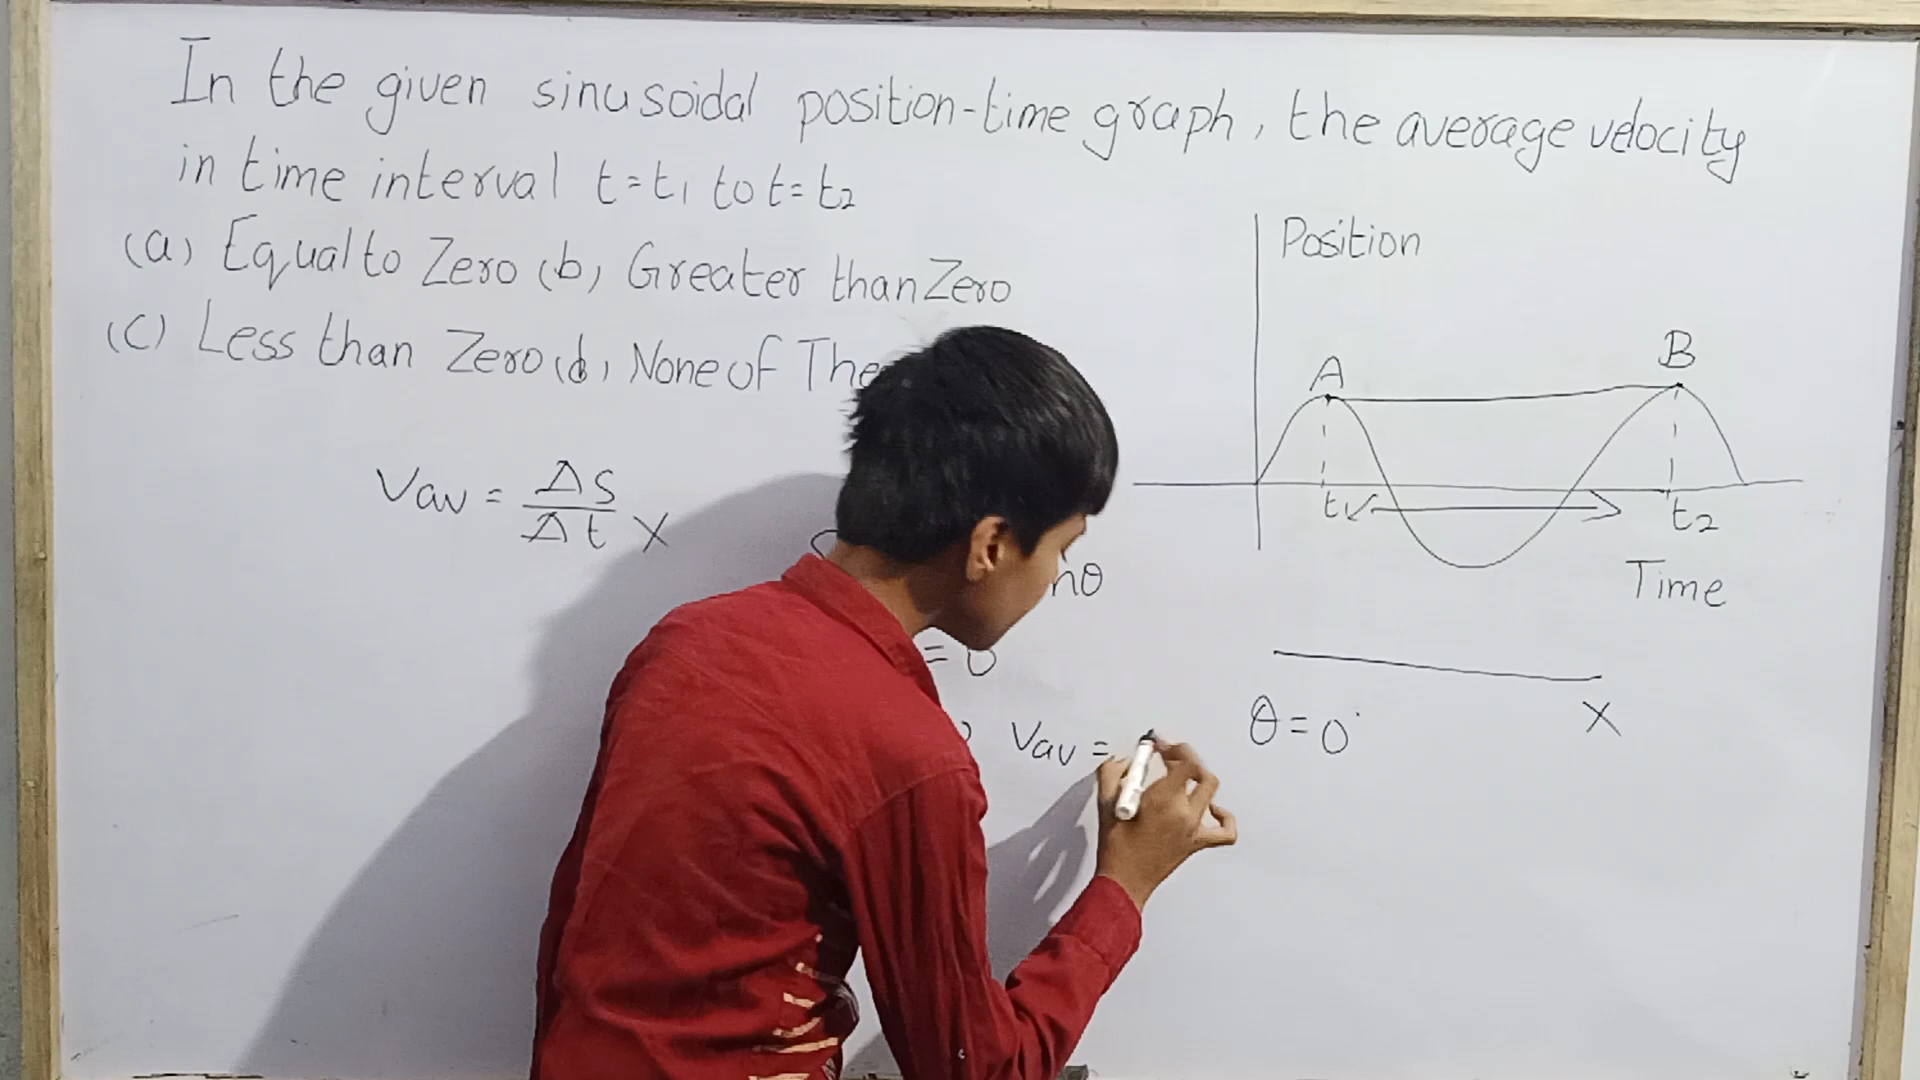 In the given sinusoidal position-time graph, the average velocity
in time interval t=t₁ to t=t₂
(a) Equal to Zero (b) Greater than Zero
(c) Less than Zero (d) None of The
Position
A
B
t₁
t₂
Time
Vav = Δs/Δt
X
θ
= 0
Vav =
θ = 0°
X